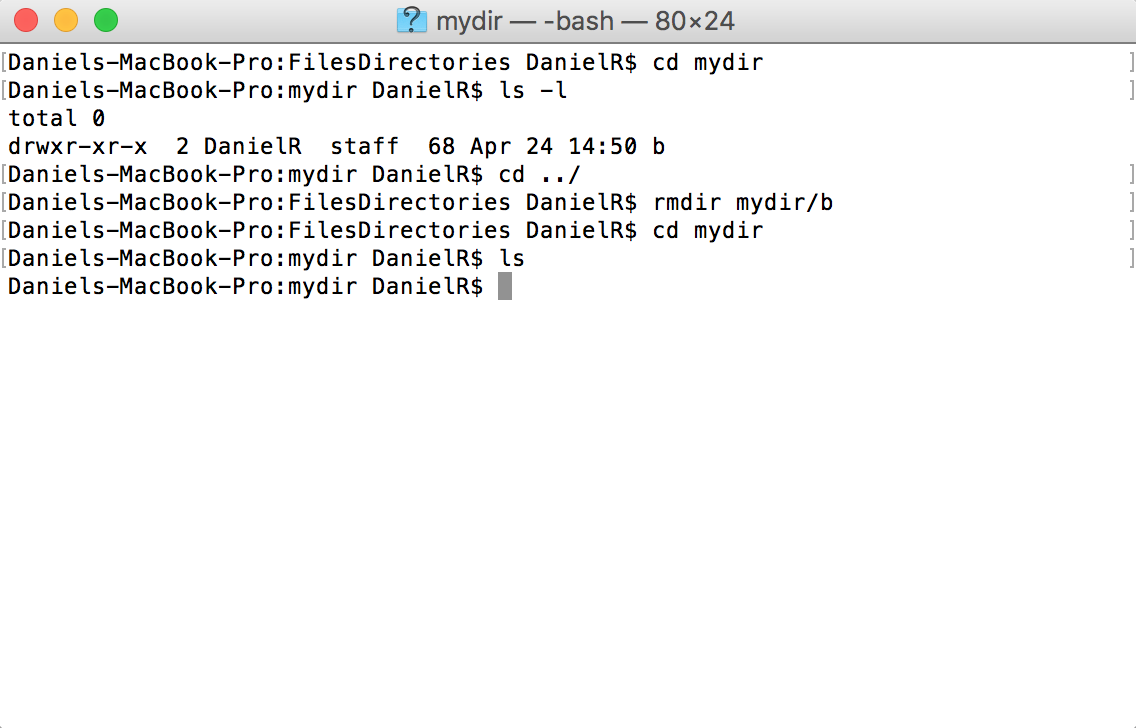 mydir — -bash — 80×24
[Daniels-MacBook-Pro:FilesDirectories DanielR$ cd mydir ]
[Daniels-MacBook-Pro:mydir DanielR$ ls -l ]
total 0
drwxr-xr-x  2 DanielR  staff  68 Apr 24 14:50 b
[Daniels-MacBook-Pro:mydir DanielR$ cd ../ ]
[Daniels-MacBook-Pro:FilesDirectories DanielR$ rmdir mydir/b ]
[Daniels-MacBook-Pro:FilesDirectories DanielR$ cd mydir ]
[Daniels-MacBook-Pro:mydir DanielR$ ls ]
Daniels-MacBook-Pro:mydir DanielR$